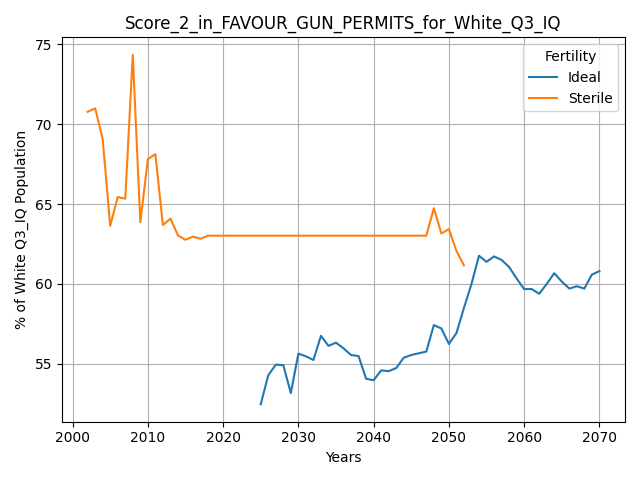 Score_2_in_FAVOUR_GUN_PERMITS_for_White_Q3_IQ
Fertility
Ideal
Sterile
% of White Q3_IQ Population
75
70
65
60
55
2000 2010 2020 2030 2040 2050 2060 2070
Years